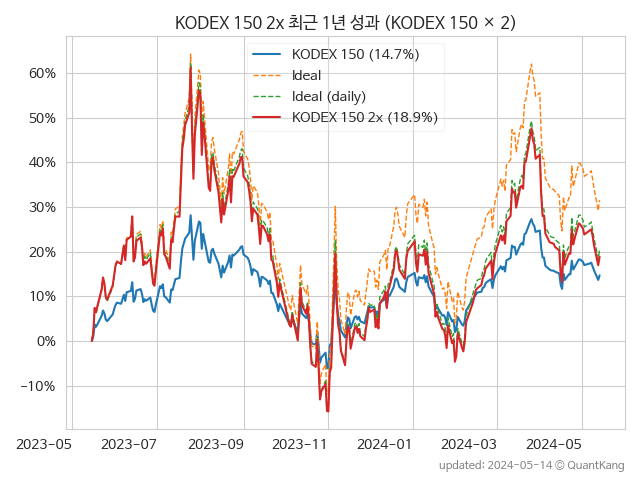 KODEX 150 2x 최근 1년 성과 (KODEX 150 × 2)
KODEX 150 (14.7%)
Ideal
Ideal (daily)
KODEX 150 2x (18.9%)
60%
50%
40%
30%
20%
10%
0%
−10%
2023-05 2023-07 2023-09 2023-11 2024-01 2024-03 2024-05
updated: 2024-05-14 © QuantKang